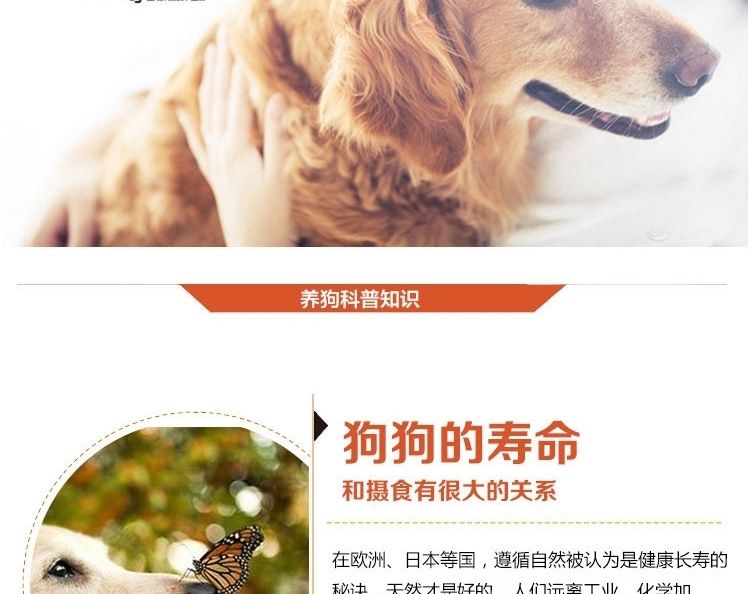 养狗科普知识
狗狗的寿命
和摄食有很大的关系
在欧洲、日本等国，遵循自然被认为是健康长寿的
秘诀。天然才是好的，人们远离工业、化学加